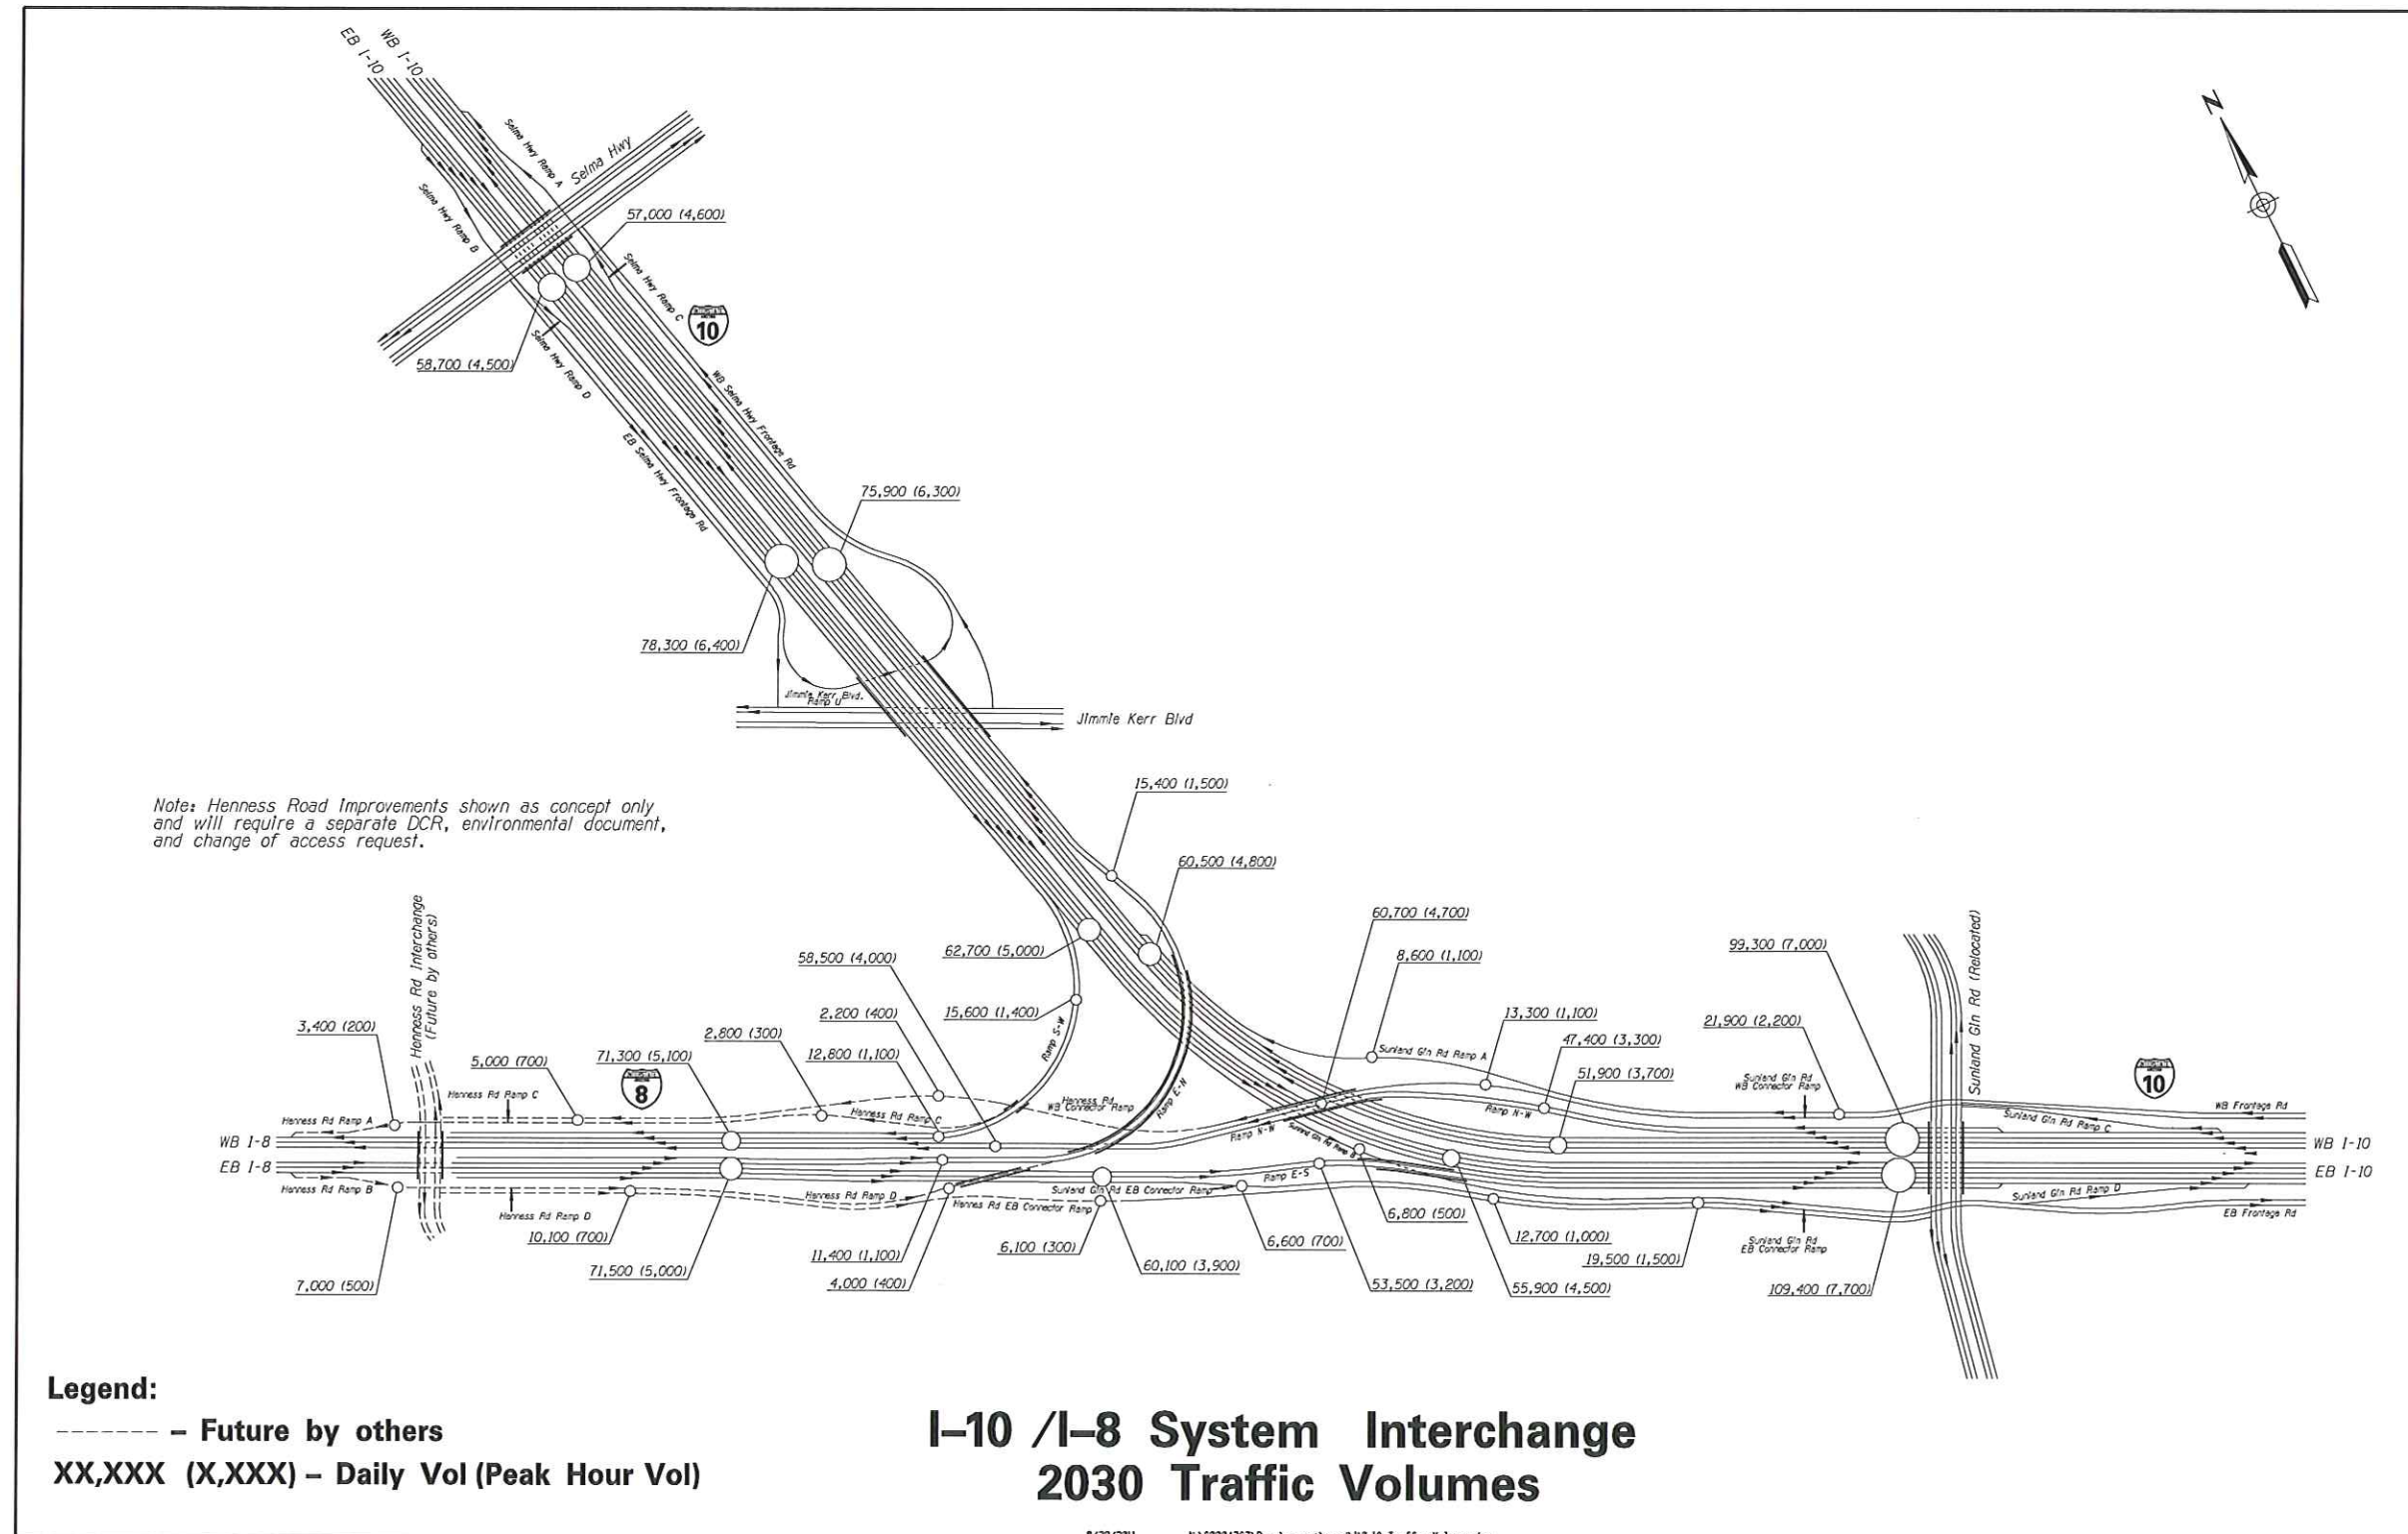 EB I-10
WB I-10
Selma Hwy Ramp A
Selma Hwy
Selma Hwy Ramp B
57,000 (4,600)
Selma Hwy Ramp C
INTERSTATE
10
58,700 (4,500)
Selma Hwy Ramp D
WB Selma Hwy Frontage Rd
EB Selma Hwy Frontage Rd
75,900 (6,300)
78,300 (6,400)
Jimmie Kerr Blvd.
Ramp U
Jimmie Kerr Blvd
N
Note: Henness Road Improvements shown as concept only
and will require a separate DCR, environmental document,
and change of access request.
15,400 (1,500)
60,500 (4,800)
62,700 (5,000)
58,500 (4,000)
15,600 (1,400)
Ramp S-W
2,200 (400)
2,800 (300)
12,800 (1,100)
71,300 (5,100)
5,000 (700)
3,400 (200)
Henness Rd Interchange
(Future by others)
INTERSTATE
8
Henness Rd Ramp C
Henness Rd Ramp A
Henness Rd Ramp C
Henness Rd
WB Connector Ramp
Ramp E-N
WB I-8
EB I-8
Henness Rd Ramp B
Henness Rd Ramp D
Henness Rd Ramp D
Hennes Rd EB Connector Ramp
Sunland Gin Rd EB Connector Ramp
7,000 (500)
10,100 (700)
71,500 (5,000)
11,400 (1,100)
4,000 (400)
6,100 (300)
60,100 (3,900)
6,600 (700)
60,700 (4,700)
8,600 (1,100)
Sunland Gin Rd Ramp A
13,300 (1,100)
47,400 (3,300)
51,900 (3,700)
Ramp N-W
Ramp N-W
Sunland Gin Rd Ramp B
Ramp E-S
6,800 (500)
53,500 (3,200)
12,700 (1,000)
55,900 (4,500)
19,500 (1,500)
99,300 (7,000)
21,900 (2,200)
Sunland Gin Rd
WB Connector Ramp
Sunland Gin Rd
EB Connector Ramp
109,400 (7,700)
Sunland Gin Rd (Relocated)
INTERSTATE
10
WB Frontage Rd
Sunland Gin Rd Ramp C
WB I-10
EB I-10
Sunland Gin Rd Ramp D
EB Frontage Rd
Legend:
------- – Future by others
XX,XXX (X,XXX) – Daily Vol (Peak Hour Vol)
I–10 /I–8 System Interchange
2030 Traffic Volumes